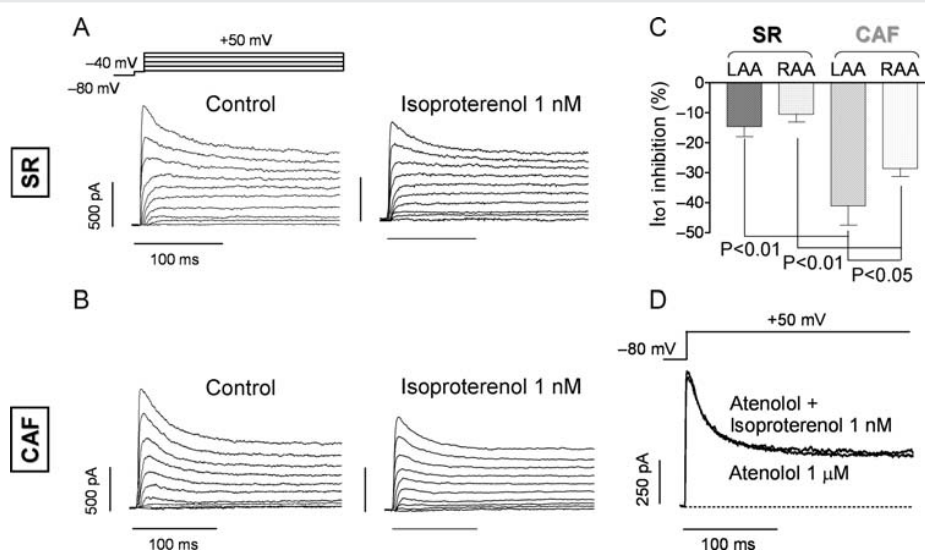 A
+50 mV
–40 mV
–80 mV
Control
Isoproterenol 1 nM
SR
500 pA
100 ms
B
Control
Isoproterenol 1 nM
CAF
500 pA
100 ms
C
SR
CAF
LAA RAA LAA RAA
Ito1 inhibition (%)
0
–10
–20
–30
–40
–50
P<0.01
P<0.01
P<0.05
D
+50 mV
–80 mV
Atenolol +
Isoproterenol 1 nM
Atenolol 1 μM
250 pA
100 ms